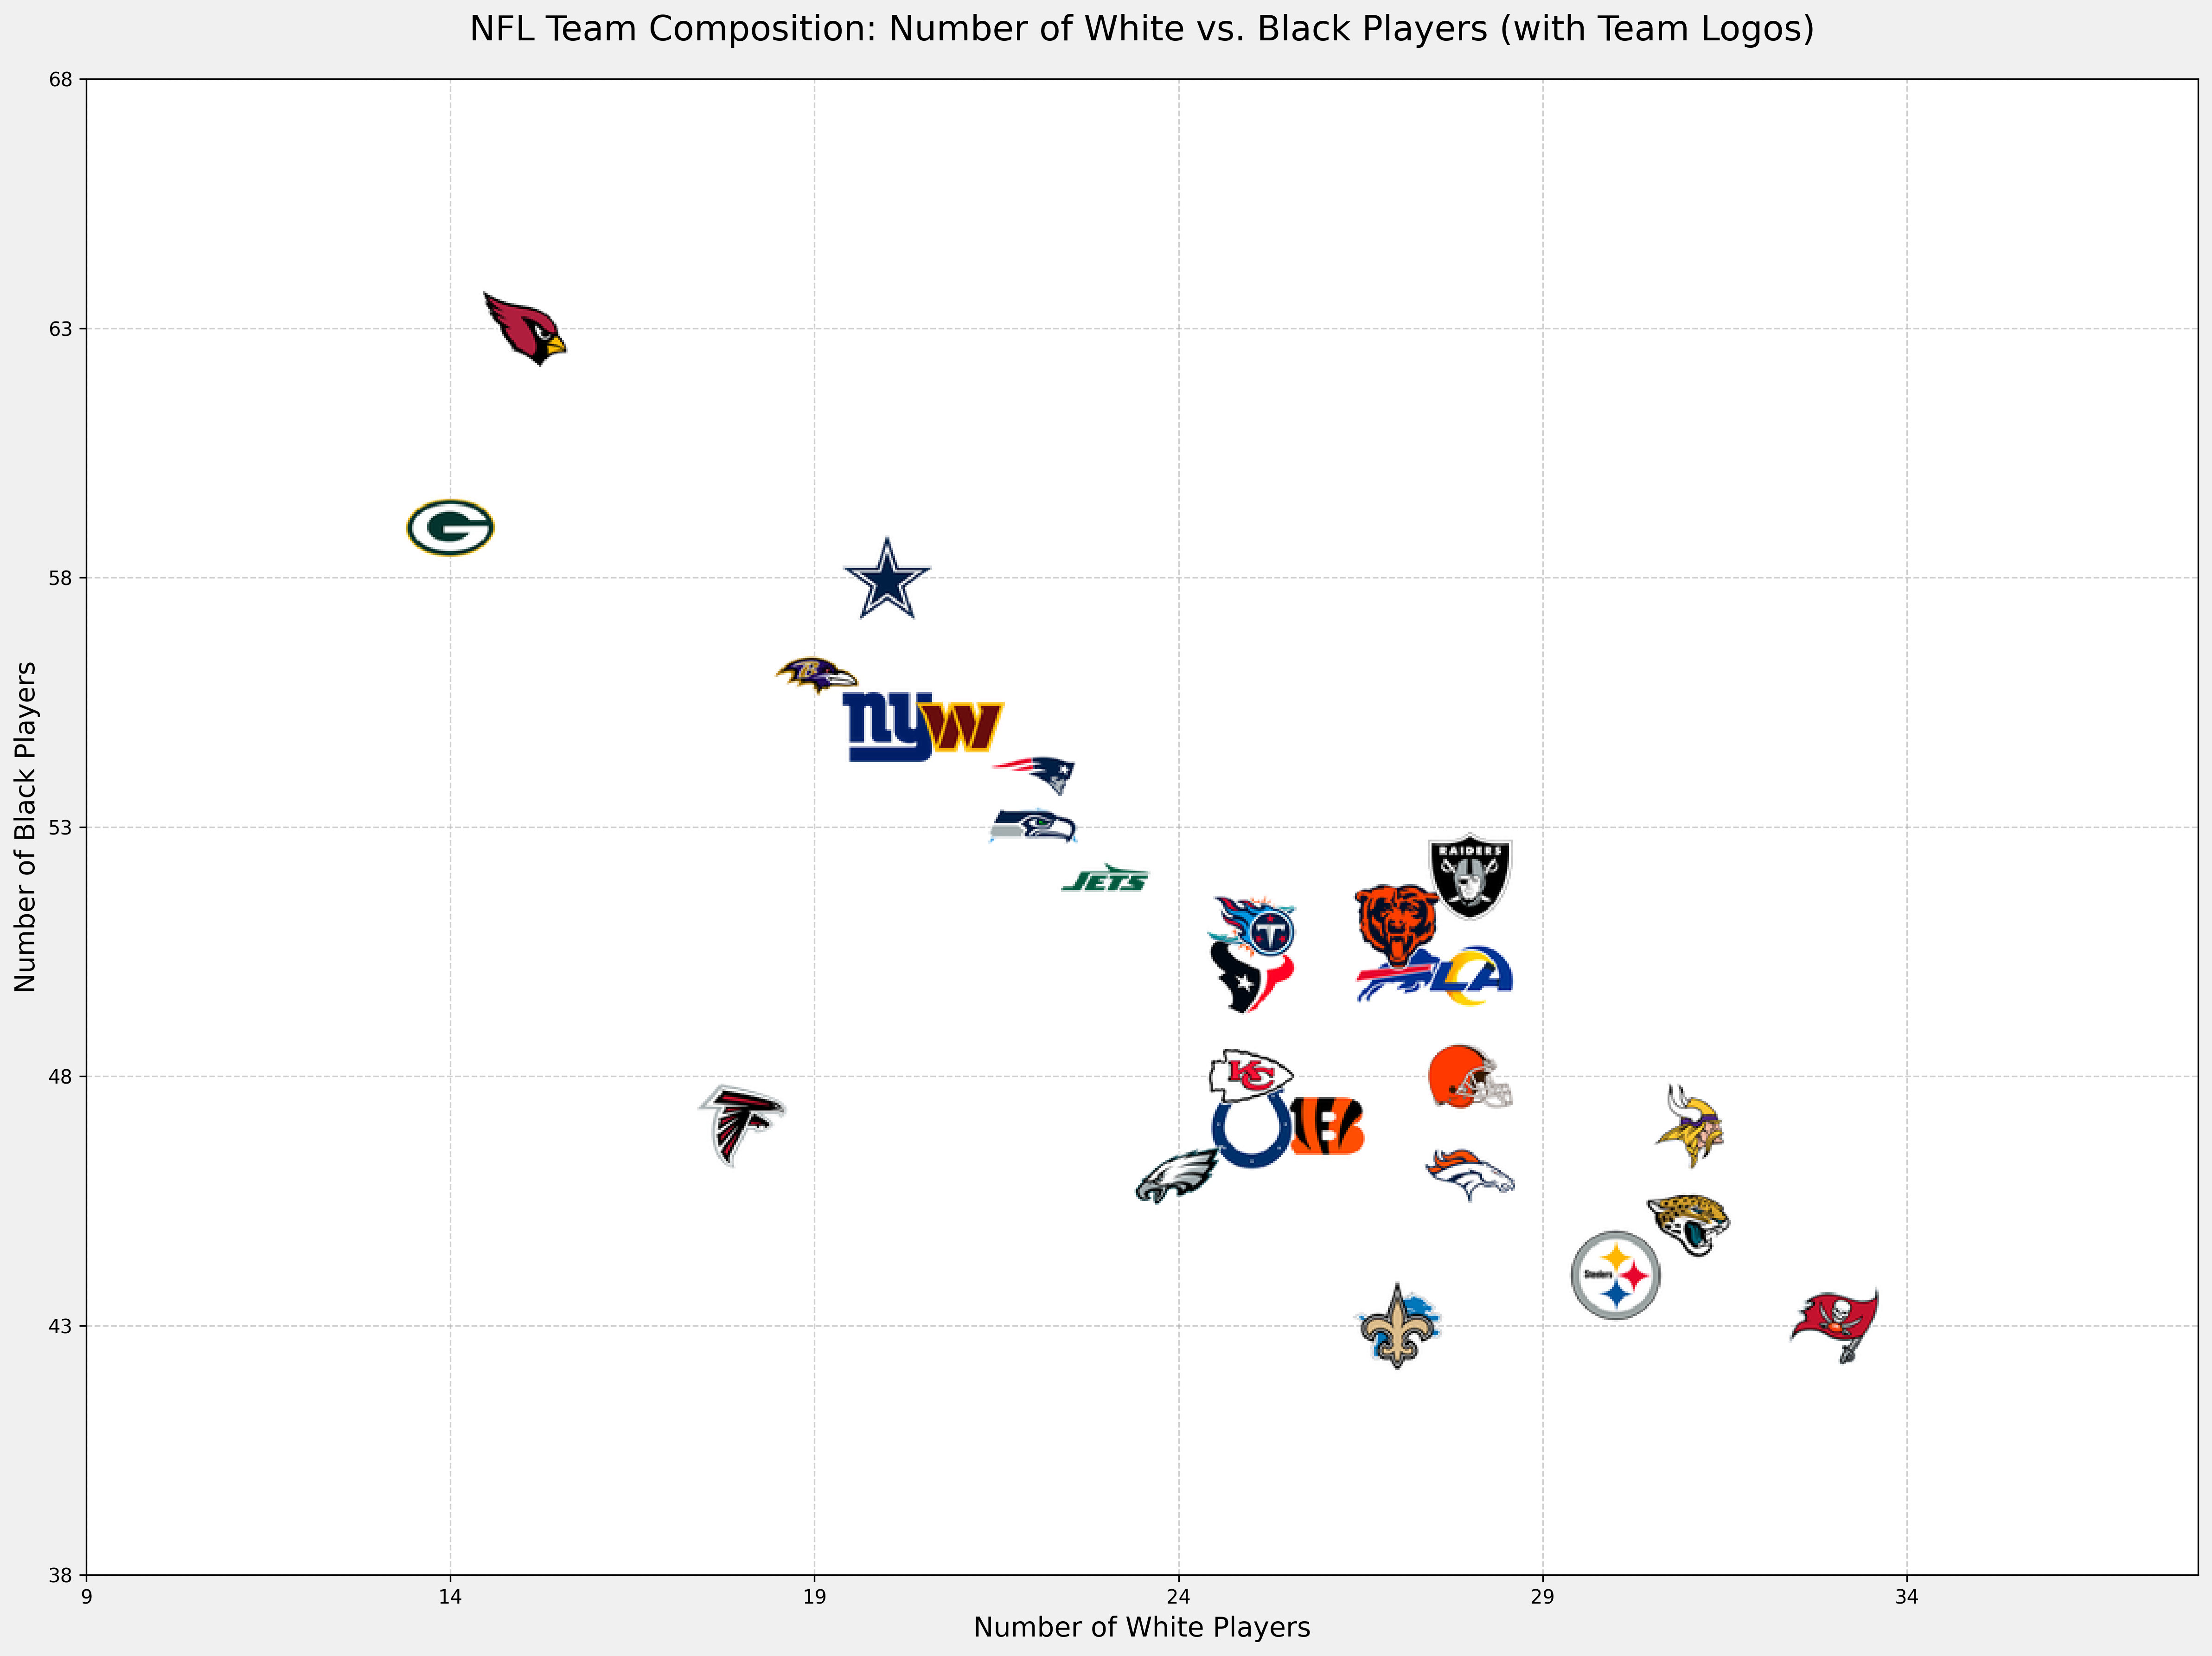 NFL Team Composition: Number of White vs. Black Players (with Team Logos)
68
63
58
53
48
43
38
Number of Black Players
ny W
JETS
RAIDERS
T
LA
KC
B
Steelers
G
B
9 14 19 24 29 34
Number of White Players